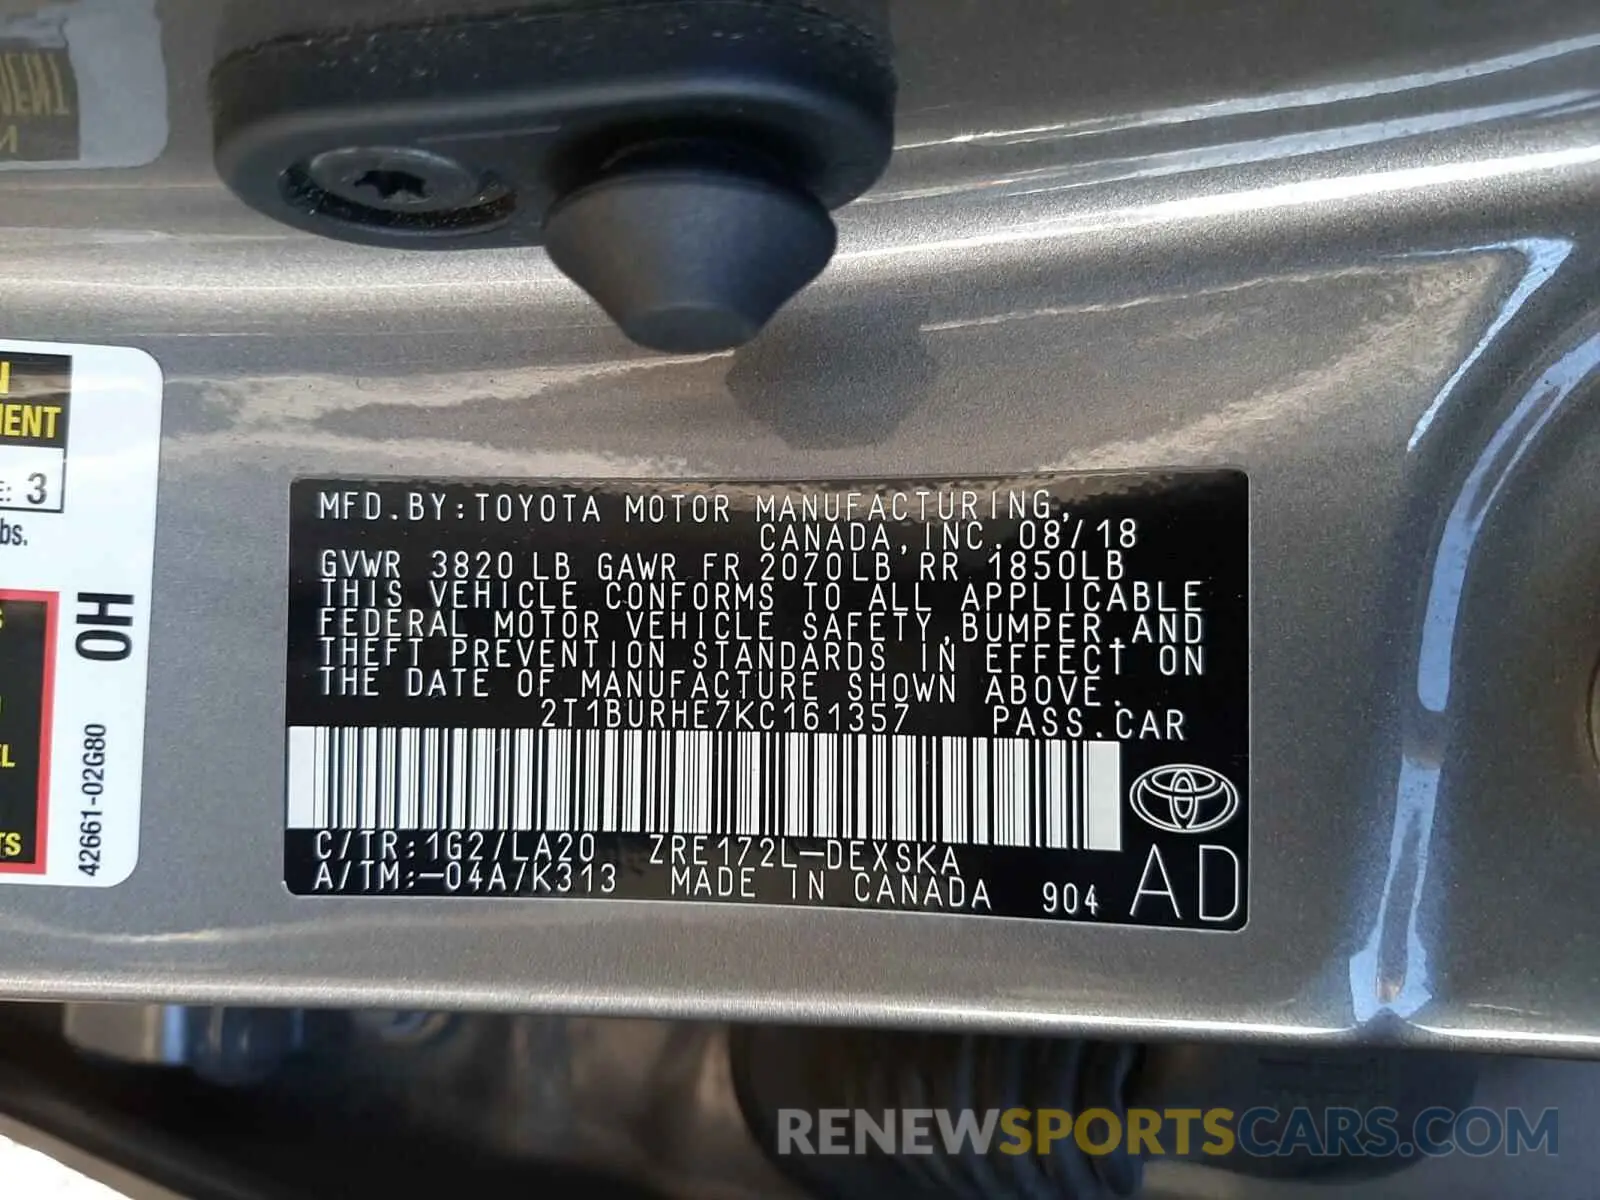 MFD.BY:TOYOTA MOTOR MANUFACTURING,
CANADA,INC. 08/18
GVWR 3820 LB GAWR FR 2070LB RR 1850LB
THIS VEHICLE CONFORMS TO ALL APPLICABLE
FEDERAL MOTOR VEHICLE SAFETY,BUMPER,AND
THEFT PREVENTION STANDARDS IN EFFECT ON
THE DATE OF MANUFACTURE SHOWN ABOVE.
2T1BURHE7KC161357 PASS.CAR
C/TR:1G2/LA20 ZRE172L-DEXSKA
A/TM:-04A/K313 MADE IN CANADA 904 AD
3
OH
42661-02G80
RENEWSPORTSCARS.COM